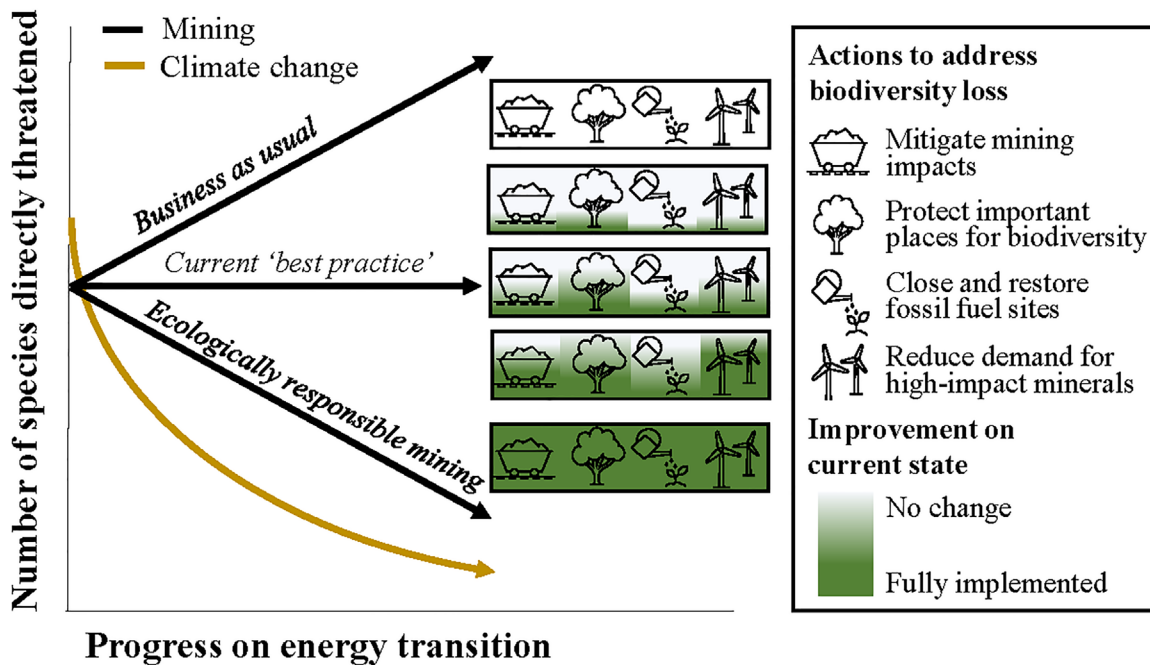 Number of species directly threatened
Mining
Climate change
Business as usual
Current ‘best practice’
Ecologically responsible mining
Progress on energy transition
Actions to address
biodiversity loss
Mitigate mining
impacts
Protect important
places for biodiversity
Close and restore
fossil fuel sites
Reduce demand for
high-impact minerals
Improvement on
current state
No change
Fully implemented